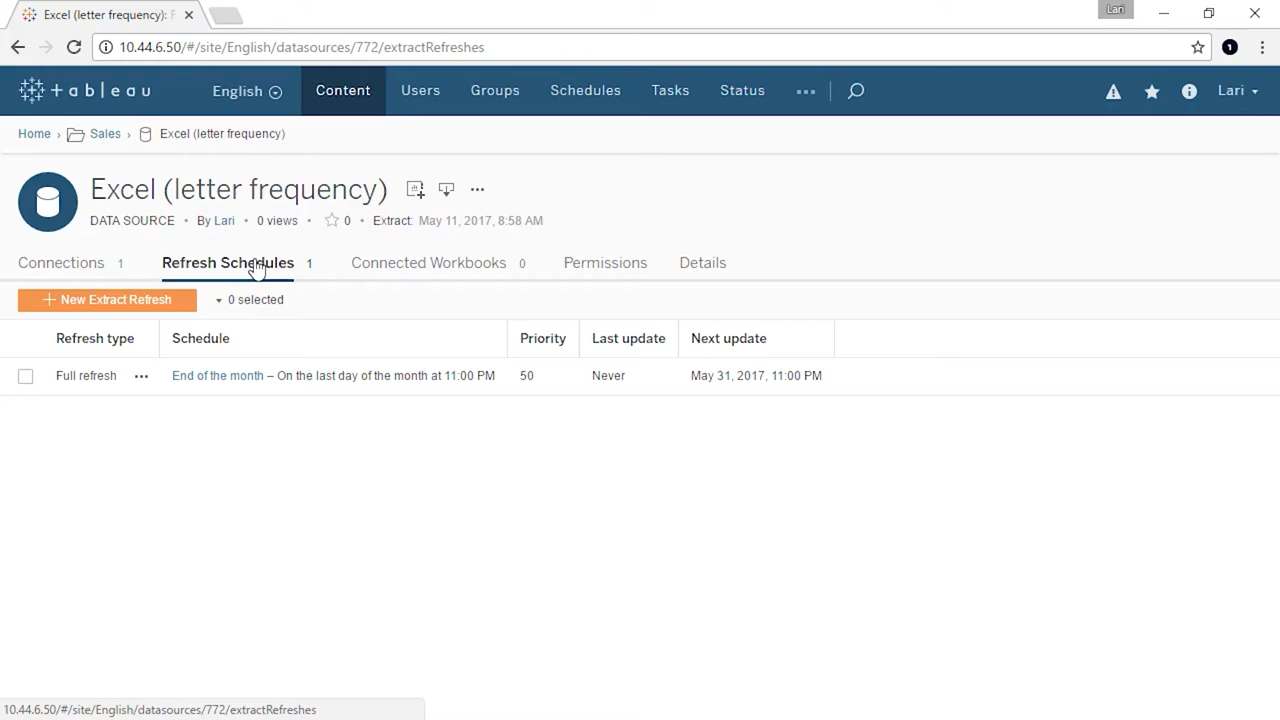 Excel (letter frequency):
Lari
10.44.6.50/#/site/English/datasources/772/extractRefreshes
1
+ a b l e a u
English
Content
Users
Groups
Schedules
Tasks
Status
Lari
Home › Sales › Excel (letter frequency)
Excel (letter frequency)
DATA SOURCE • By Lari • 0 views • 0 • Extract: May 11, 2017, 8:58 AM
Connections 1
Refresh Schedules 1
Connected Workbooks 0
Permissions
Details
+ New Extract Refresh
0 selected
Refresh type Schedule Priority Last update Next update
Full refresh ••• End of the month – On the last day of the month at 11:00 PM 50 Never May 31, 2017, 11:00 PM
10.44.6.50/#/site/English/datasources/772/extractRefreshes